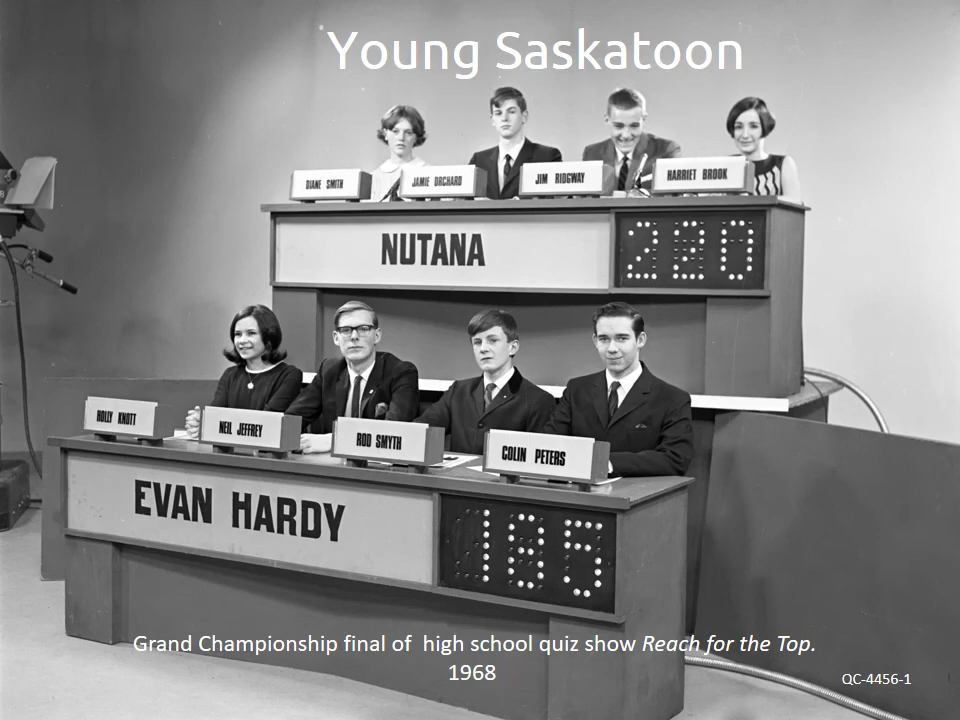 Young Saskatoon
DIANE SMITH
JAMIE ORCHARD
JIM RIDGWAY
HARRIET BROOK
NUTANA
280
HOLLY KNOTT
NEIL JEFFREY
ROD SMYTH
COLIN PETERS
EVAN HARDY
185
Grand Championship final of high school quiz show Reach for the Top.
1968
QC-4456-1